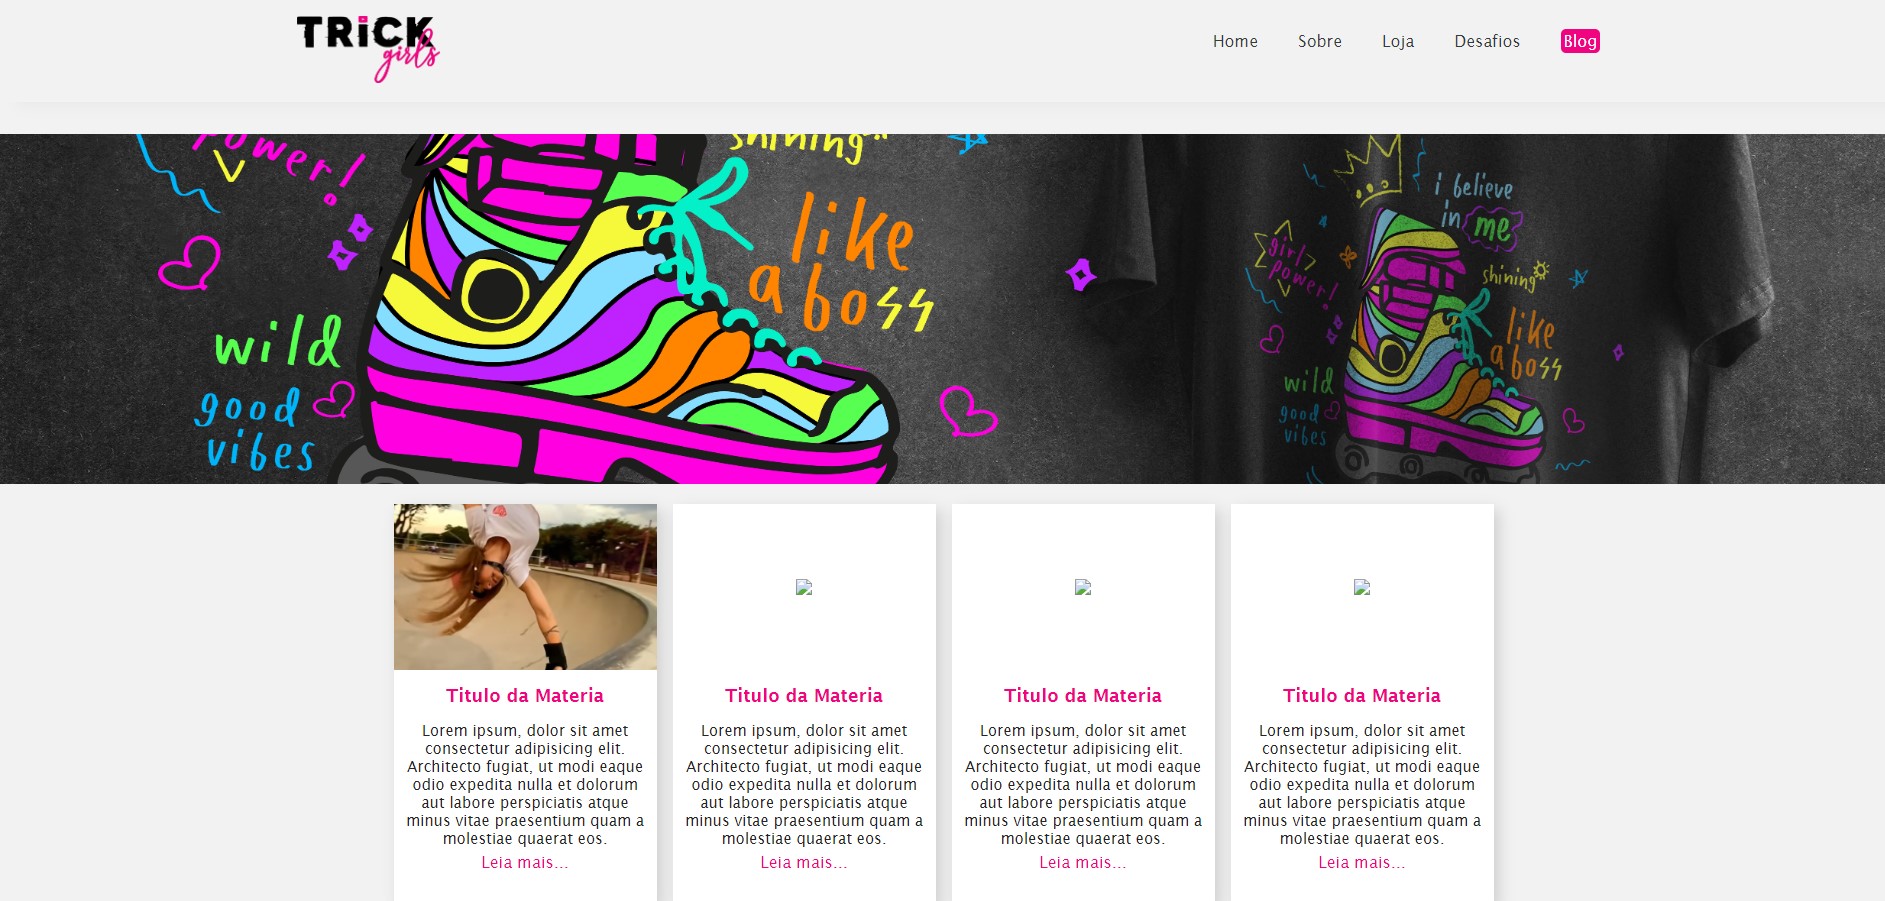 TRiCK
girls
Home
Sobre
Loja
Desafios
Blog
power!
shining
like
a boss
wild
good
vibes
i believe
in me
girl
power!
shining
like
a boss
wild
good
vibes
Titulo da Materia
Lorem ipsum, dolor sit amet
consectetur adipisicing elit.
Architecto fugiat, ut modi eaque
odio expedita nulla et dolorum
aut labore perspiciatis atque
minus vitae praesentium quam a
molestiae quaerat eos.
Leia mais...
Titulo da Materia
Lorem ipsum, dolor sit amet
consectetur adipisicing elit.
Architecto fugiat, ut modi eaque
odio expedita nulla et dolorum
aut labore perspiciatis atque
minus vitae praesentium quam a
molestiae quaerat eos.
Leia mais...
Titulo da Materia
Lorem ipsum, dolor sit amet
consectetur adipisicing elit.
Architecto fugiat, ut modi eaque
odio expedita nulla et dolorum
aut labore perspiciatis atque
minus vitae praesentium quam a
molestiae quaerat eos.
Leia mais...
Titulo da Materia
Lorem ipsum, dolor sit amet
consectetur adipisicing elit.
Architecto fugiat, ut modi eaque
odio expedita nulla et dolorum
aut labore perspiciatis atque
minus vitae praesentium quam a
molestiae quaerat eos.
Leia mais...